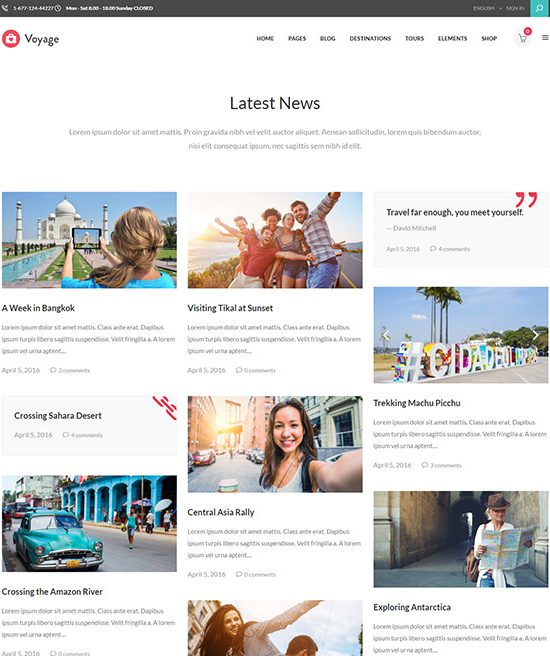 1-677-124-44227 Mon - Sat 8.00 - 18.00 Sunday CLOSED
ENGLISH SIGN IN
Voyage
HOME PAGES BLOG DESTINATIONS TOURS ELEMENTS SHOP
0
Latest News
Lorem ipsum dolor sit amet mattis. Proin gravida nibh vel velit auctor aliquet. Aenean sollicitudin, lorem quis bibendum auctor,
nisi elit consequat ipsum, nec sagittis sem nibh id elit.
A Week in Bangkok
Lorem ipsum dolor sit amet mattis. Class ante erat. Dapibus
tempus turpis libero sagittis suspendisse. Velit fringilla a. A lorem
ipsum vel urna aptent....
April 5, 2016 3 comments
Crossing Sahara Desert
April 5, 2016 4 comments
Crossing the Amazon River
Lorem ipsum dolor sit amet mattis. Class ante erat. Dapibus
tempus turpis libero sagittis suspendisse. Velit fringilla a. A lorem
ipsum vel urna aptent....
April 5, 2016 0 comments
Visiting Tikal at Sunset
Lorem ipsum dolor sit amet mattis. Class ante erat. Dapibus
tempus turpis libero sagittis suspendisse. Velit fringilla a. A lorem
ipsum vel urna aptent....
April 5, 2016 0 comments
Central Asia Rally
Lorem ipsum dolor sit amet mattis. Class ante erat. Dapibus
tempus turpis libero sagittis suspendisse. Velit fringilla a. A lorem
ipsum vel urna aptent....
April 5, 2016 0 comments
Travel far enough, you meet yourself.
— David Mitchell
April 5, 2016 4 comments
Trekking Machu Picchu
Lorem ipsum dolor sit amet mattis. Class ante erat. Dapibus
tempus turpis libero sagittis suspendisse. Velit fringilla a. A lorem
ipsum vel urna aptent....
April 5, 2016 3 comments
Exploring Antarctica
Lorem ipsum dolor sit amet mattis. Class ante erat. Dapibus
tempus turpis libero sagittis suspendisse. Velit fringilla a. A lorem